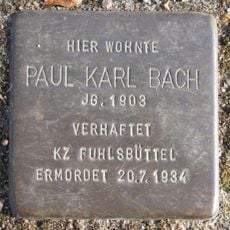 HIER WOHNTE
PAUL KARL BACH
JG. 1903
VERHAFTET
KZ FUHLSBÜTTEL
ERMORDET 20.7.1934